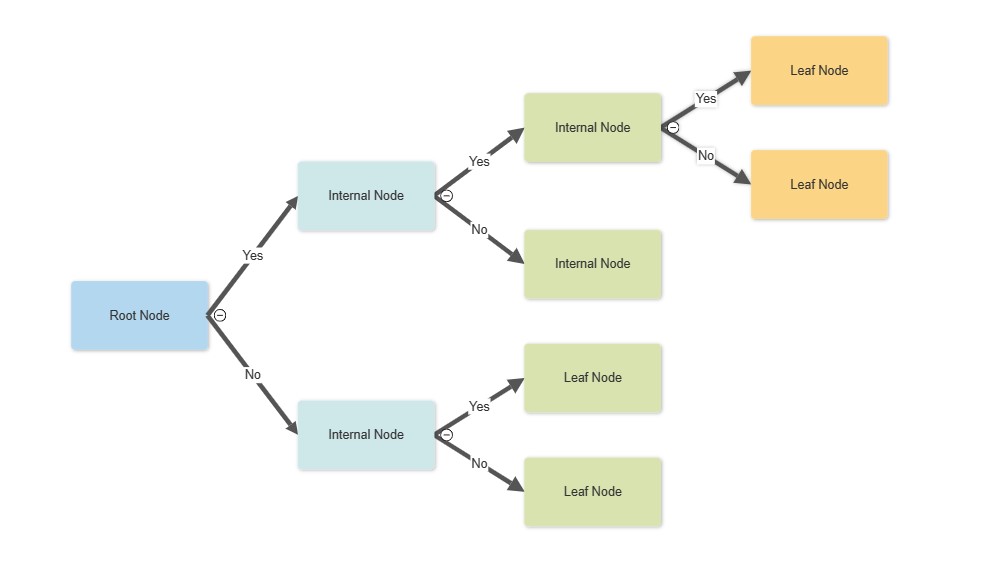 Leaf Node
Yes
Internal Node
Yes
No
Leaf Node
Internal Node
Yes
No
Internal Node
Root Node
No
Leaf Node
Yes
Internal Node
No
Leaf Node